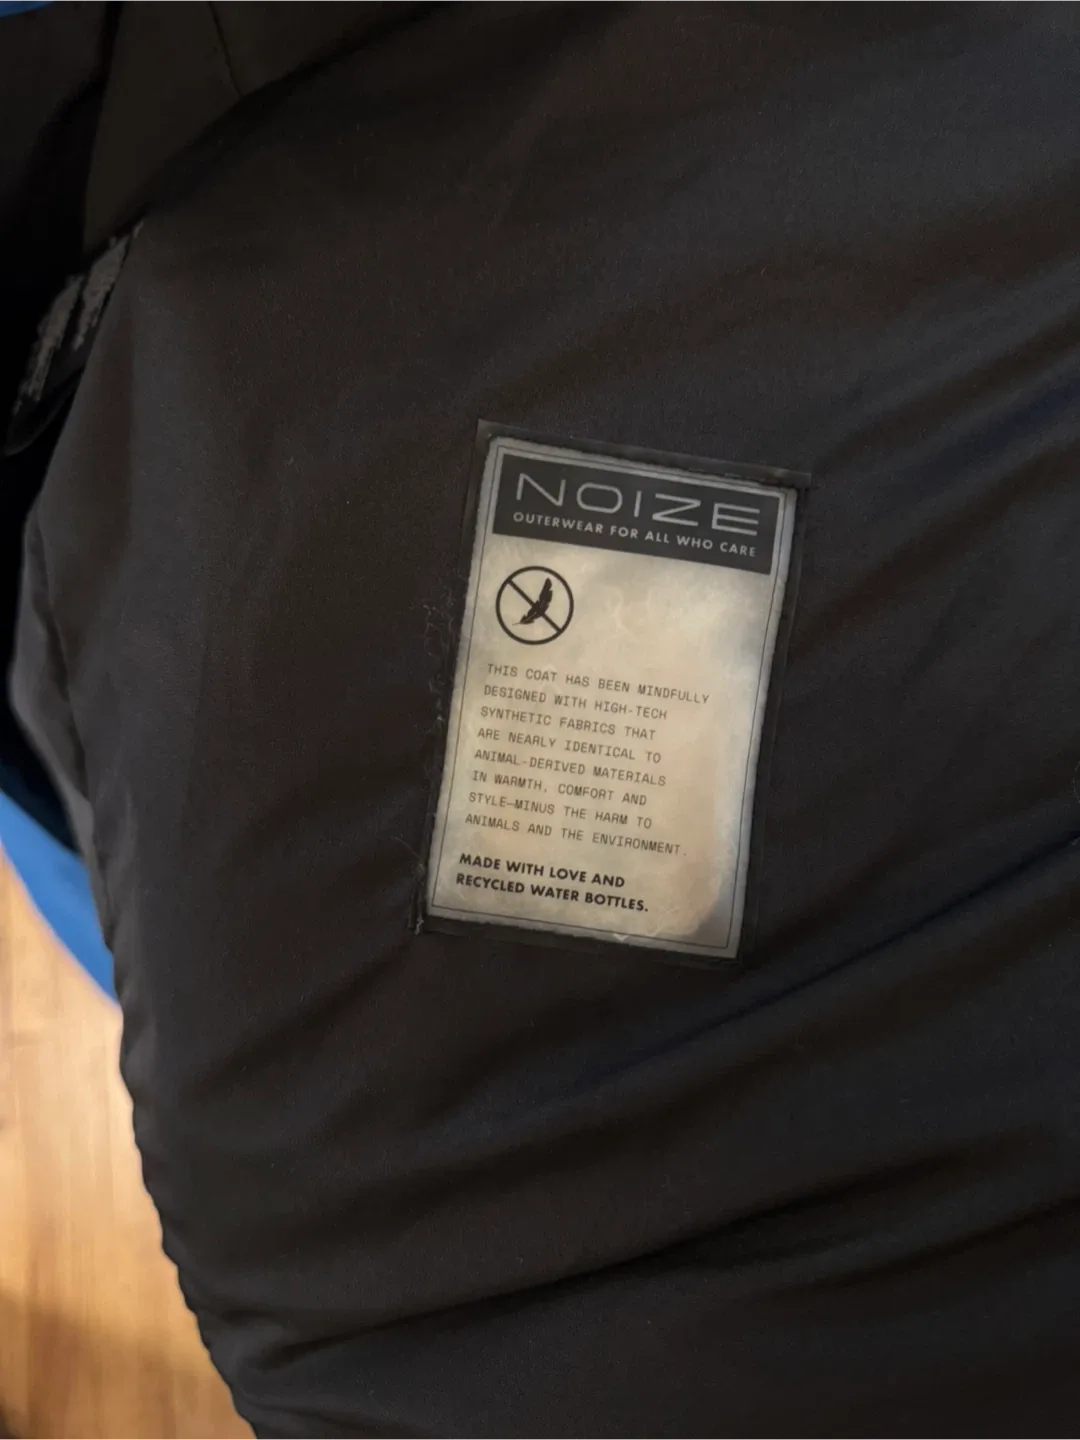 NOIZE
OUTERWEAR FOR ALL WHO CARE
THIS COAT HAS BEEN MINDFULLY
DESIGNED WITH HIGH-TECH
SYNTHETIC FABRICS THAT
ARE NEARLY IDENTICAL TO
ANIMAL-DERIVED MATERIALS
IN WARMTH, COMFORT AND
STYLE—MINUS THE HARM TO
ANIMALS AND THE ENVIRONMENT.
MADE WITH LOVE AND
RECYCLED WATER BOTTLES.